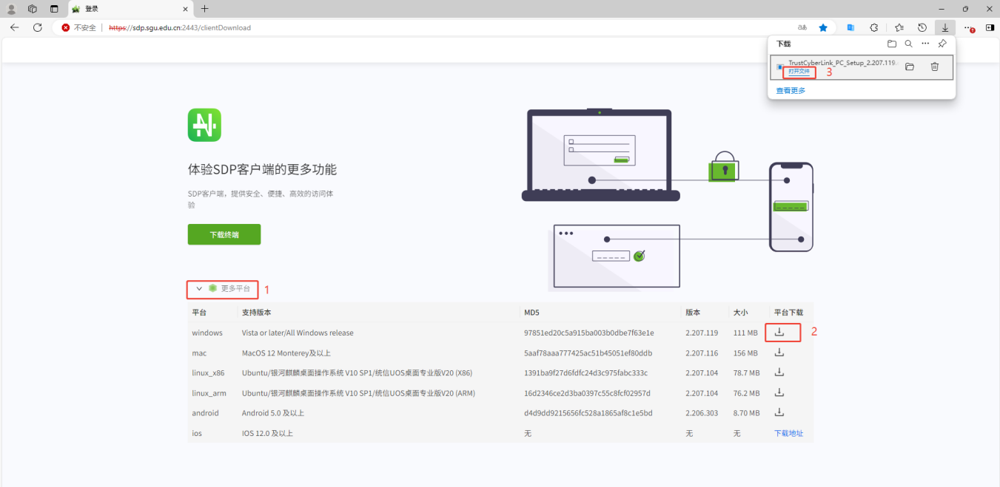 登录
不安全
https://sdp.sgu.edu.cn:2443/clientDownload
aあ
下载
TrustCyberLink_PC_Setup_2.207.119.
打开文件
3
查看更多
体验SDP客户端的更多功能
SDP客户端，提供安全、便捷、高效的访问体
验
下载终端
更多平台
1
平台 支持版本 MD5 版本 大小 平台下载
windows Vista or later/All Windows release 97851ed20c5a915ba003b0dbe7f63e1e 2.207.119 111 MB
2
mac MacOS 12 Monterey及以上 5aaf78aaa777425ac51b45051ef80ddb 2.207.116 156 MB
linux_x86 Ubuntu/银河麒麟桌面操作系统 V10 SP1/统信UOS桌面专业版V20 (X86) 1391ba9f27d6fdfc24d3c975fabc333c 2.207.104 78.7 MB
linux_arm Ubuntu/银河麒麟桌面操作系统 V10 SP1/统信UOS桌面专业版V20 (ARM) 16d2346ce2d3ba0397c55c8fcf02957d 2.207.104 76.2 MB
android Android 5.0 及以上 d4d9dd9215656fc528a1865af8c1e5bd 2.206.303 8.70 MB
ios IOS 12.0 及以上 无 无 无 下载地址